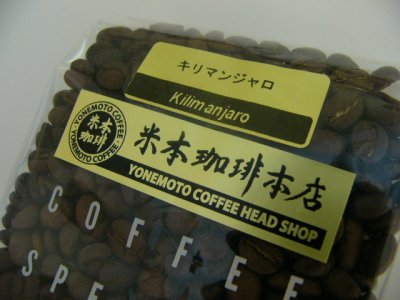 キリマンジャロ
Kilimanjaro
YONEMOTO COFFEE
米本
珈琲
YONEMOTO COFFEE
米本珈琲本店
YONEMOTO COFFEE HEAD SHOP
COFFEE
SPE